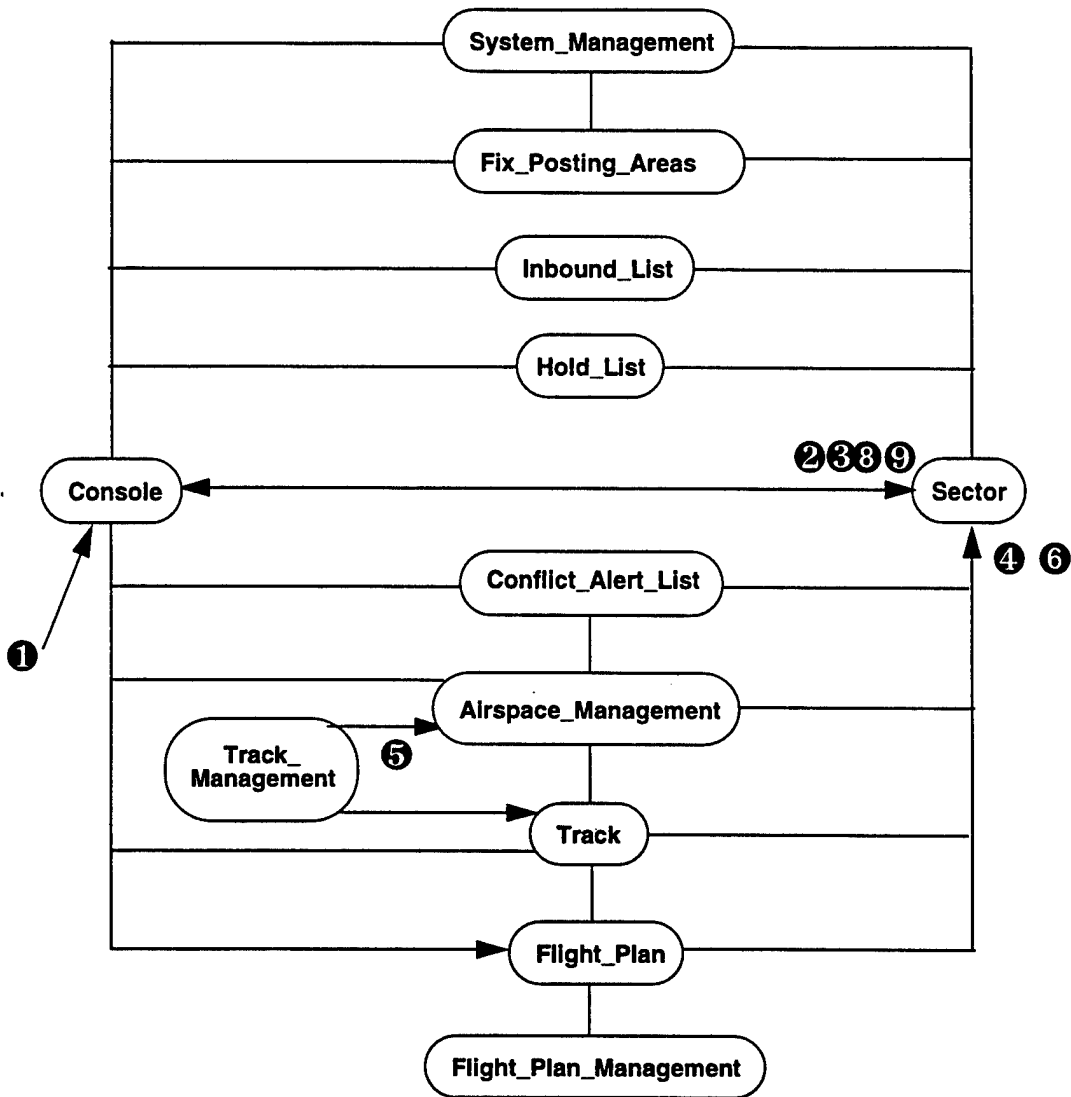 System_Management
Fix_Posting_Areas
Inbound_List
Hold_List
❷❸❽❾
Console
Sector
❹ ❻
Conflict_Alert_List
❶
Airspace_Management
❺
Track_
Management
Track
Flight_Plan
Flight_Plan_Management